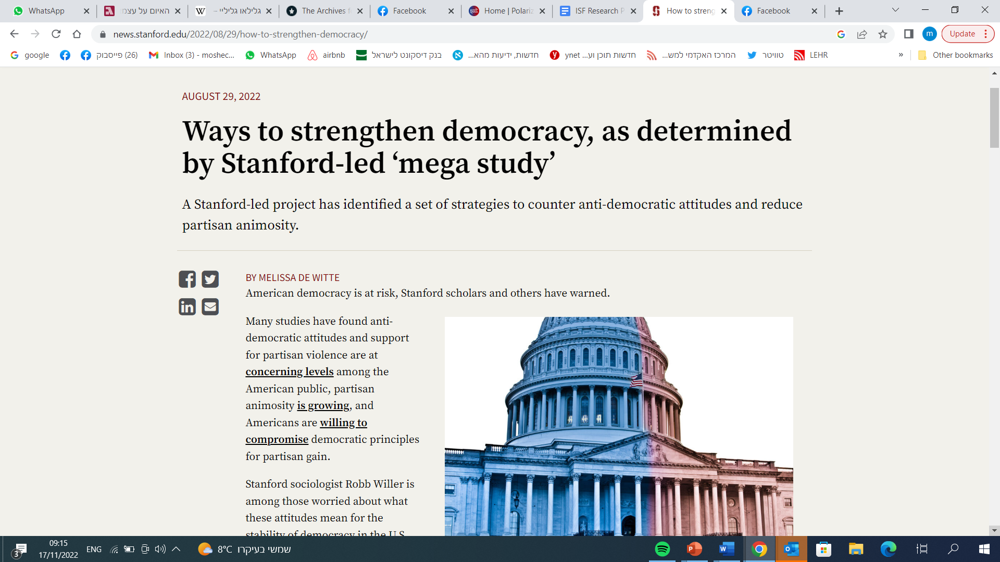 WhatsApp
האיום על עצמ
גלילאו גליליי –
The Archives f
Facebook
Home | Polariz
ISF Research P
How to streng
Facebook
news.stanford.edu/2022/08/29/how-to-strengthen-democracy/
m
Update
google
(26) פייסבוק
Inbox (3) - moshec...
WhatsApp
airbnb
בנק דיסקונט לישראל
חדשות, ידיעות מהא...
ynet חדשות תוכן וע...
המרכז האקדמי למש...
טוויטר
LEHR
»
Other bookmarks
AUGUST 29, 2022
Ways to strengthen democracy, as determined
by Stanford-led ‘mega study’
A Stanford-led project has identified a set of strategies to counter anti-democratic attitudes and reduce
partisan animosity.
BY MELISSA DE WITTE
American democracy is at risk, Stanford scholars and others have warned.
Many studies have found anti-
democratic attitudes and support
for partisan violence are at
concerning levels among the
American public, partisan
animosity is growing, and
Americans are willing to
compromise democratic principles
for partisan gain.
Stanford sociologist Robb Willer is
among those worried about what
these attitudes mean for the
stability of democracy in the U.S.
3
09:15
17/11/2022
ENG
8°C שמשי בעיקרו